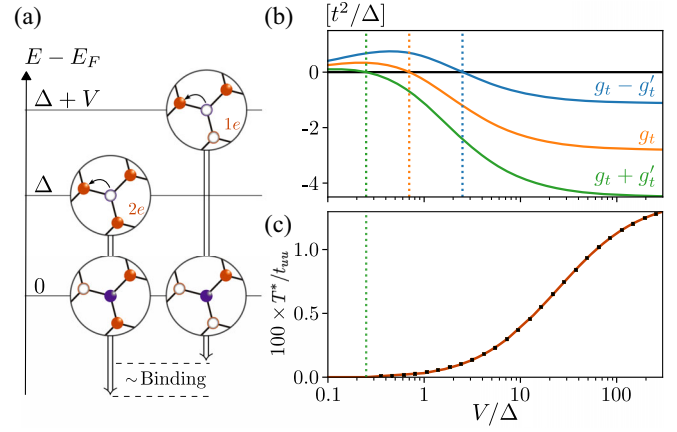 (a)
E − E_F
Δ + V
1e
Δ
2e
0
~ Binding
(b)
[t²/Δ]
0
-2
-4
g_t − g′_t
g_t
g_t + g′_t
(c)
100 × T*/t_uu
1.0
0.5
0.0
0.1 1 10 100
V/Δ